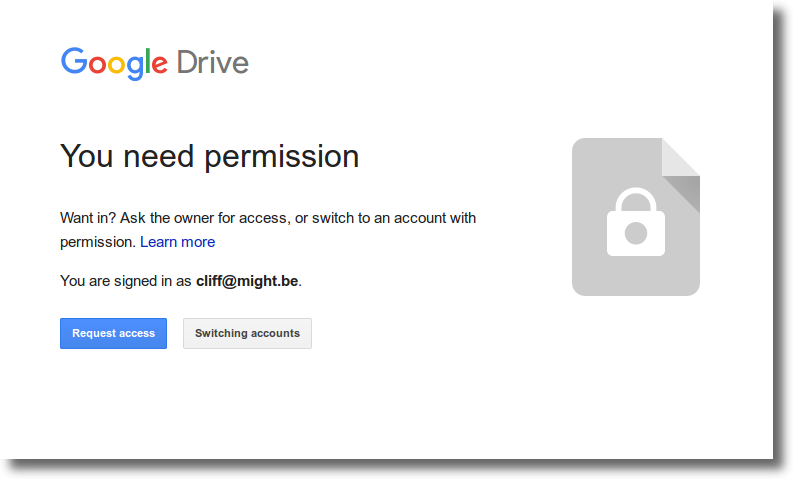 Google Drive
You need permission
Want in? Ask the owner for access, or switch to an account with
permission. Learn more
You are signed in as cliff@might.be.
Request access
Switching accounts